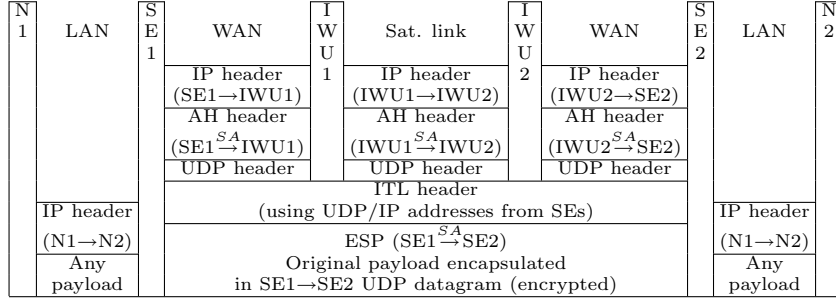 N S I I S N
1 LAN E WAN W Sat. link W WAN E LAN 2
1 U U 2
IP header 1 IP header 2 IP header
(SE1→IWU1) (IWU1→IWU2) (IWU2→SE2)
AH header AH header AH header
(SE1 SA→ IWU1) (IWU1 SA→ IWU2) (IWU2 SA→ SE2)
UDP header UDP header UDP header
ITL header
IP header (using UDP/IP addresses from SEs) IP header
(N1→N2) ESP (SE1 SA→ SE2) (N1→N2)
Any Original payload encapsulated Any
payload in SE1→SE2 UDP datagram (encrypted) payload